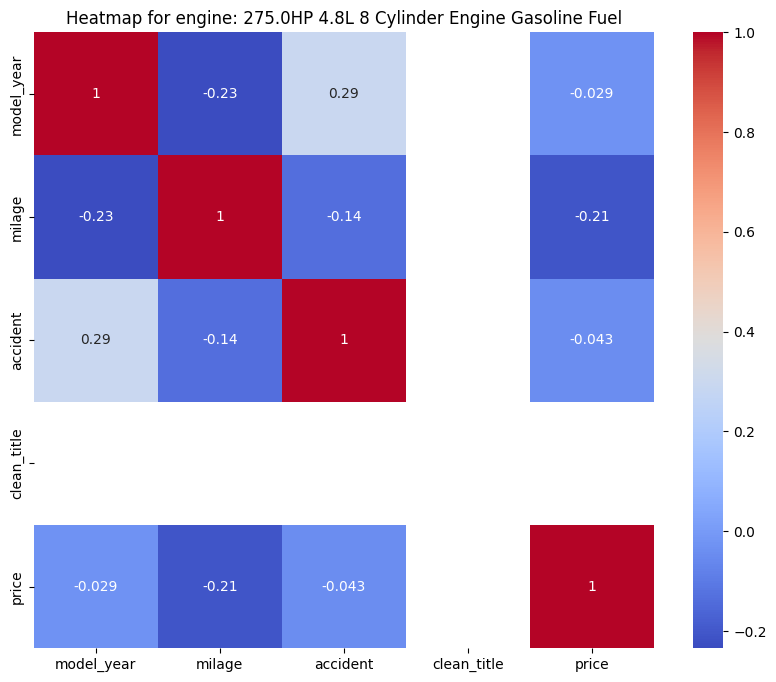 Heatmap for engine: 275.0HP 4.8L 8 Cylinder Engine Gasoline Fuel
model_year 1 -0.23 0.29 -0.029
milage -0.23 1 -0.14 -0.21
accident 0.29 -0.14 1 -0.043
clean_title
price -0.029 -0.21 -0.043 1
model_year milage accident clean_title price
1.0
0.8
0.6
0.4
0.2
0.0
−0.2